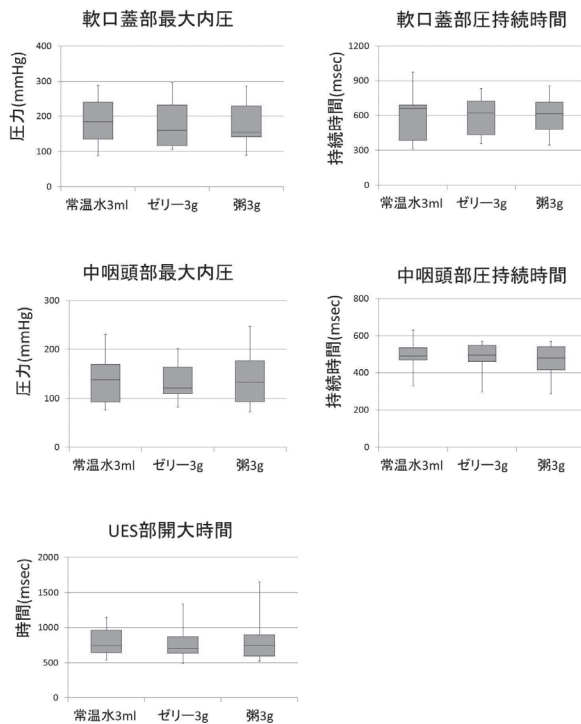 軟口蓋部最大内圧
圧力(mmHg)
400
300
200
100
0
常温水3ml ゼリー3g 粥3g
軟口蓋部圧持続時間
持続時間(msec)
1200
900
600
300
0
常温水3ml ゼリー3g 粥3g
中咽頭部最大内圧
圧力(mmHg)
300
200
100
0
常温水3ml ゼリー3g 粥3g
中咽頭部圧持続時間
持続時間(msec)
800
600
400
200
0
常温水3ml ゼリー3g 粥3g
UES部開大時間
時間(msec)
2000
1500
1000
500
0
常温水3ml ゼリー3g 粥3g